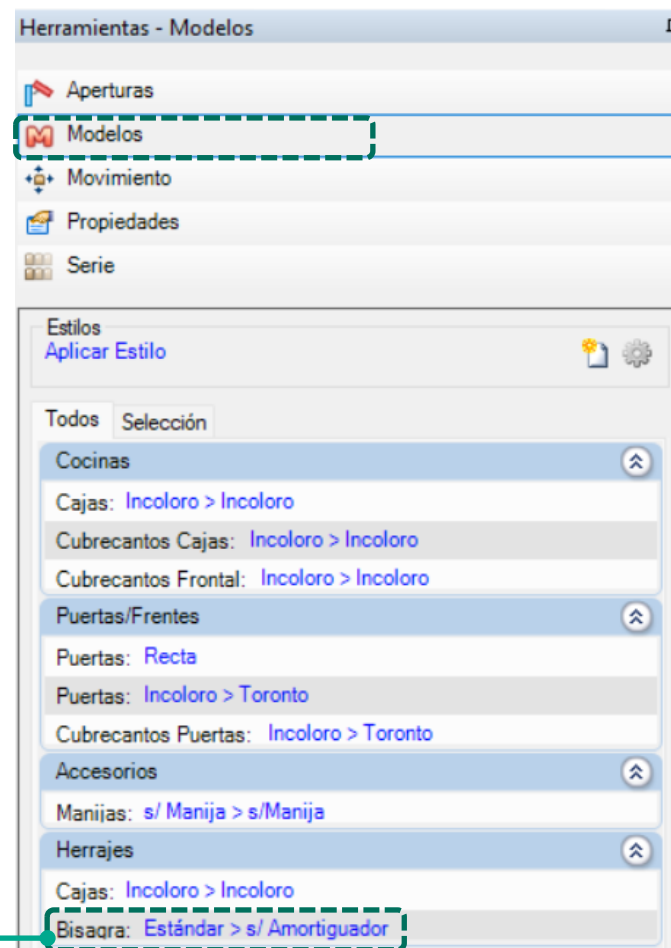 Herramientas - Modelos
Aperturas
Modelos
Movimiento
Propiedades
Serie
Estilos
Aplicar Estilo
Todos Selección
Cocinas
Cajas: Incoloro > Incoloro
Cubrecantos Cajas: Incoloro > Incoloro
Cubrecantos Frontal: Incoloro > Incoloro
Puertas/Frentes
Puertas: Recta
Puertas: Incoloro > Toronto
Cubrecantos Puertas: Incoloro > Toronto
Accesorios
Manijas: s/ Manija > s/Manija
Herrajes
Cajas: Incoloro > Incoloro
Bisagra: Estándar > s/ Amortiguador